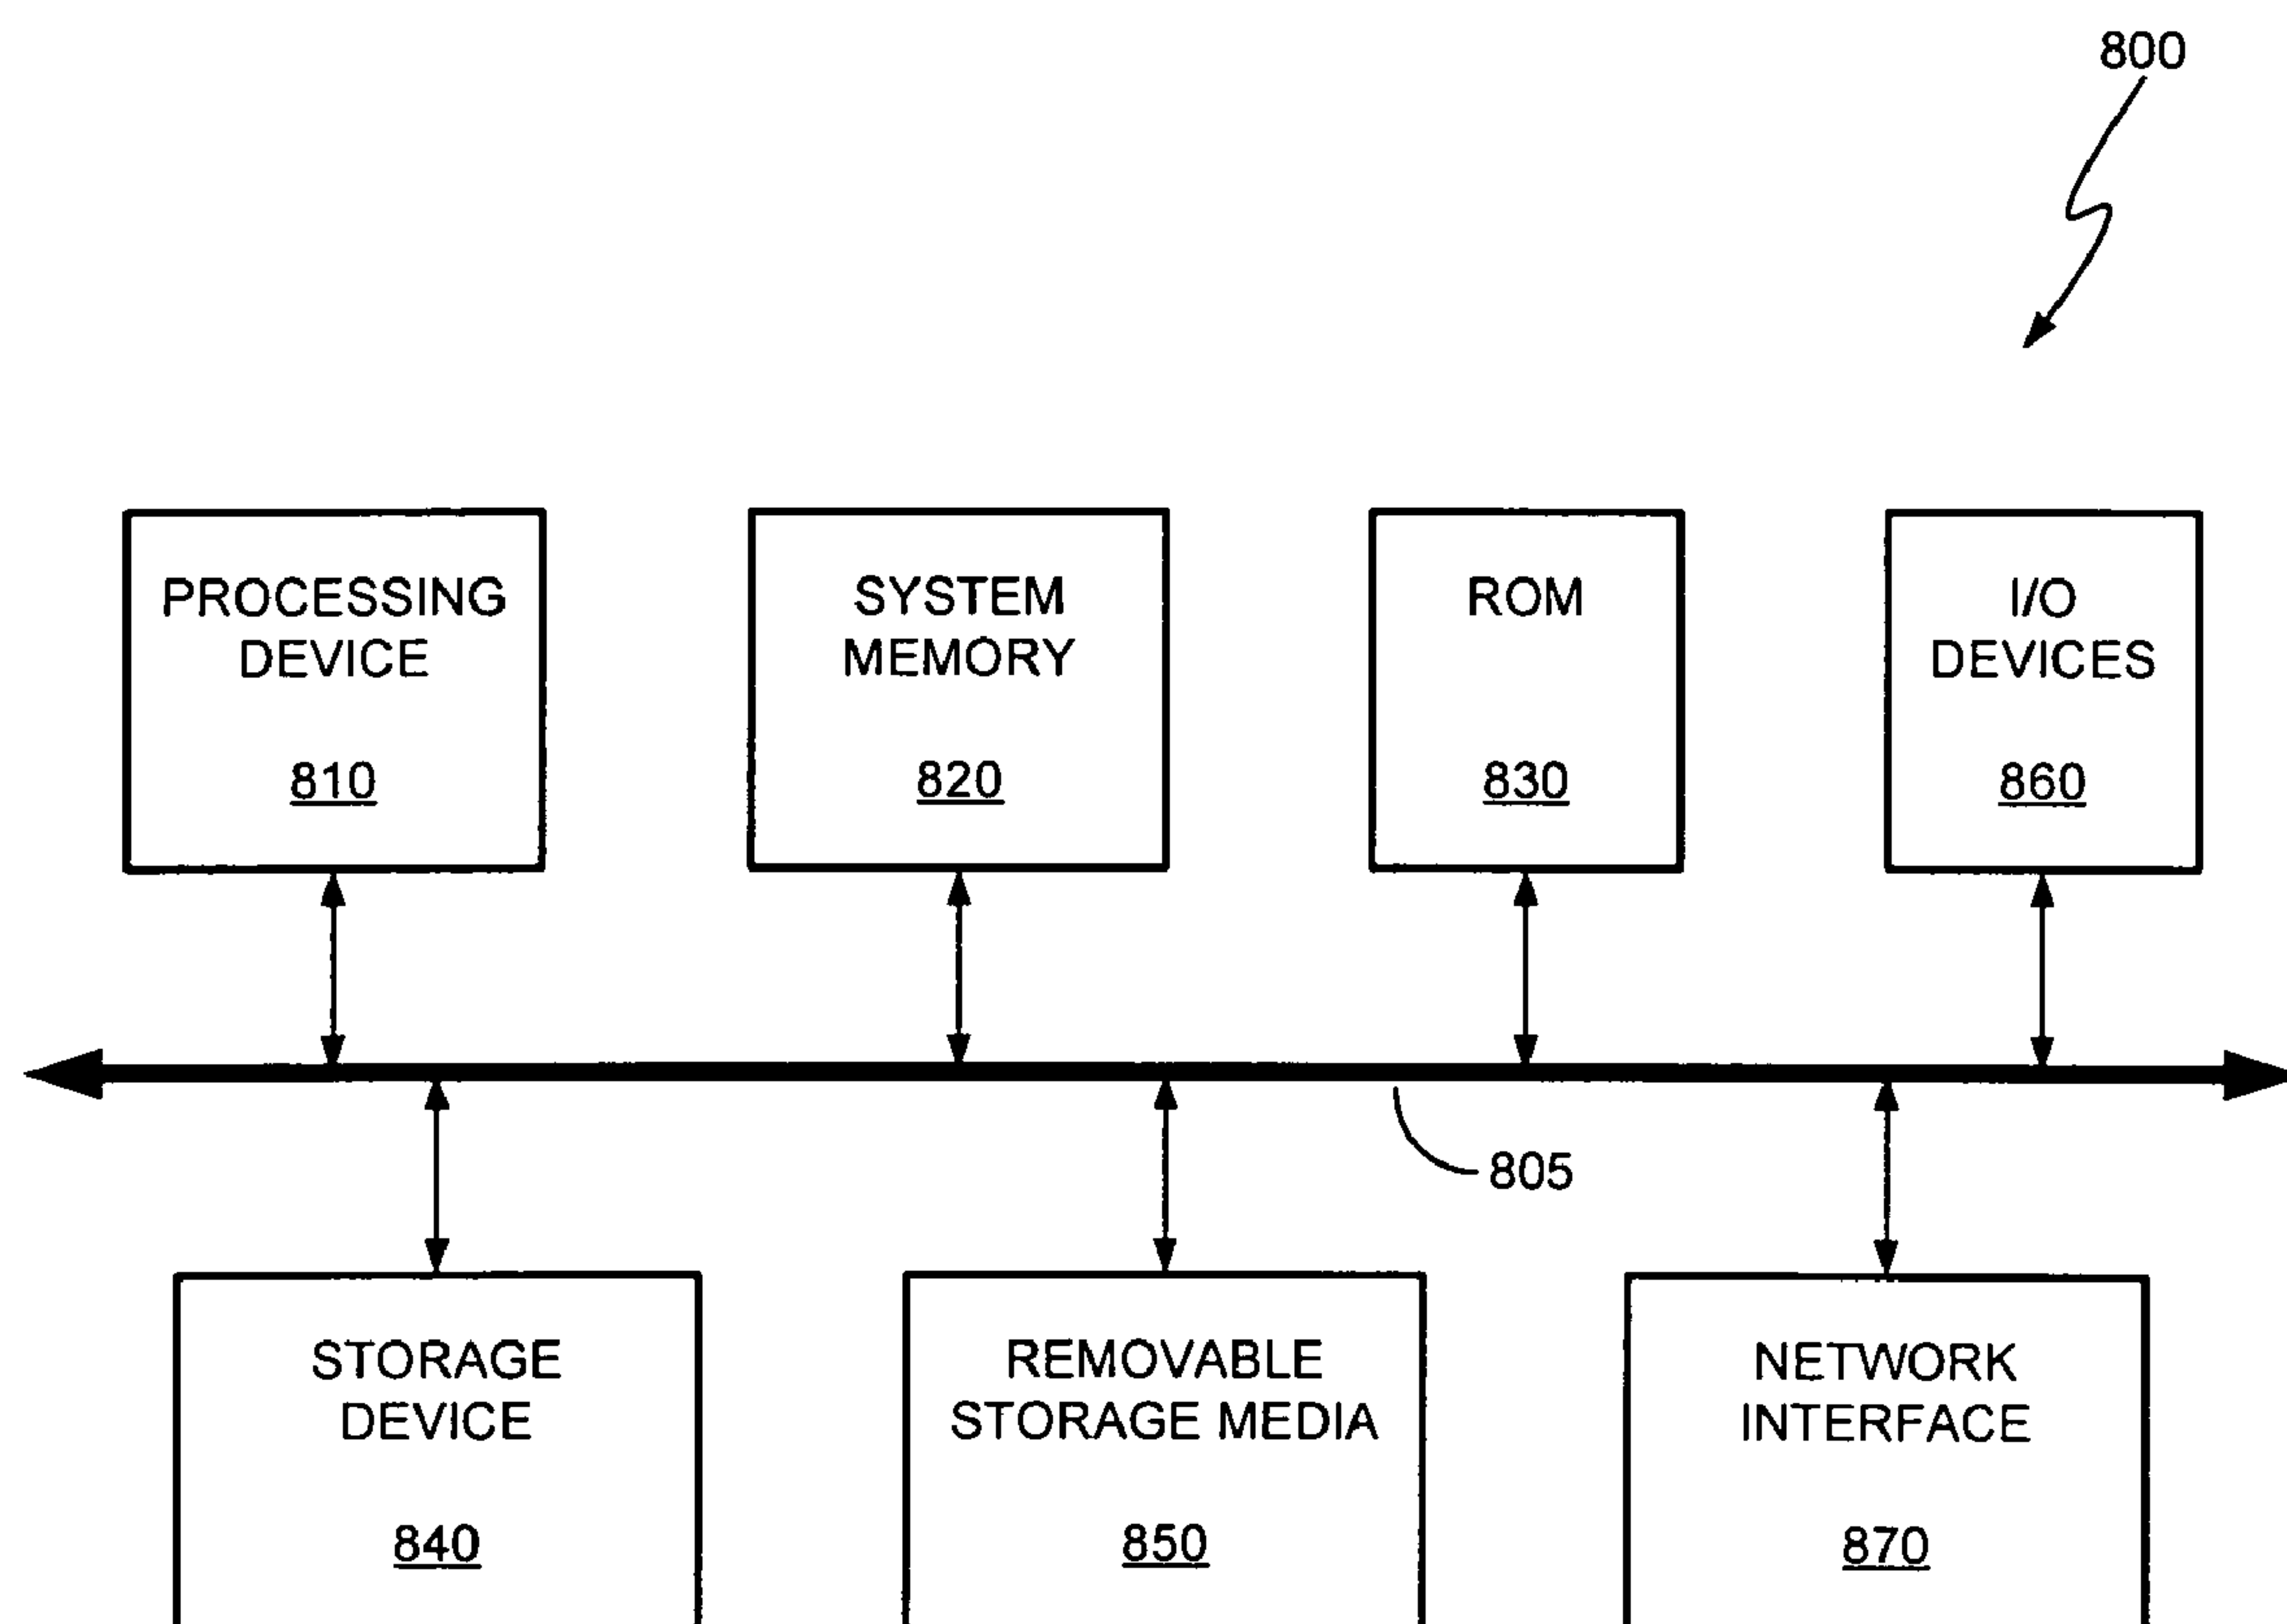 800
PROCESSING
DEVICE
810
SYSTEM
MEMORY
820
ROM
830
I/O
DEVICES
860
805
STORAGE
DEVICE
840
REMOVABLE
STORAGE MEDIA
850
NETWORK
INTERFACE
870